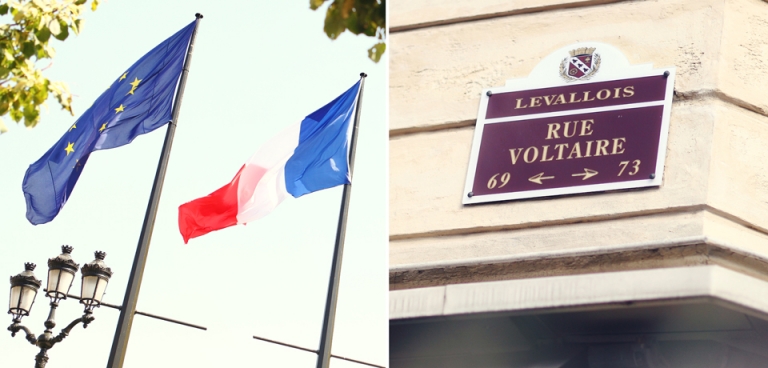 LEVALLOIS
RUE
VOLTAIRE
69 ← → 73